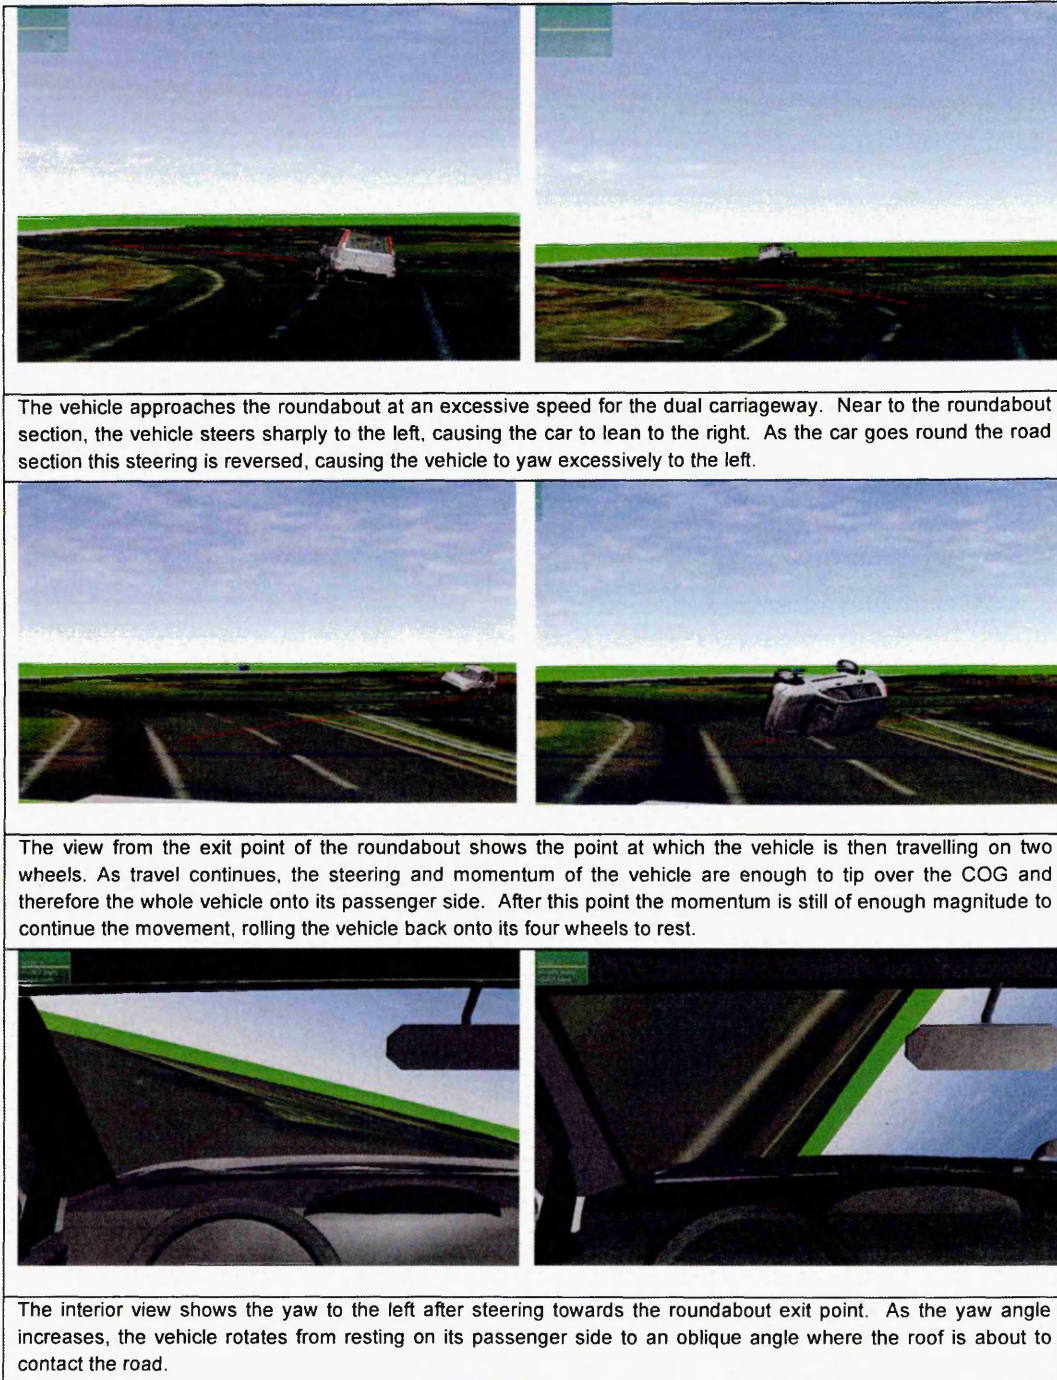 The vehicle approaches the roundabout at an excessive speed for the dual carriageway. Near to the roundabout
section, the vehicle steers sharply to the left, causing the car to lean to the right. As the car goes round the road
section this steering is reversed, causing the vehicle to yaw excessively to the left.
The view from the exit point of the roundabout shows the point at which the vehicle is then travelling on two
wheels. As travel continues, the steering and momentum of the vehicle are enough to tip over the COG and
therefore the whole vehicle onto its passenger side. After this point the momentum is still of enough magnitude to
continue the movement, rolling the vehicle back onto its four wheels to rest.
The interior view shows the yaw to the left after steering towards the roundabout exit point. As the yaw angle
increases, the vehicle rotates from resting on its passenger side to an oblique angle where the roof is about to
contact the road.